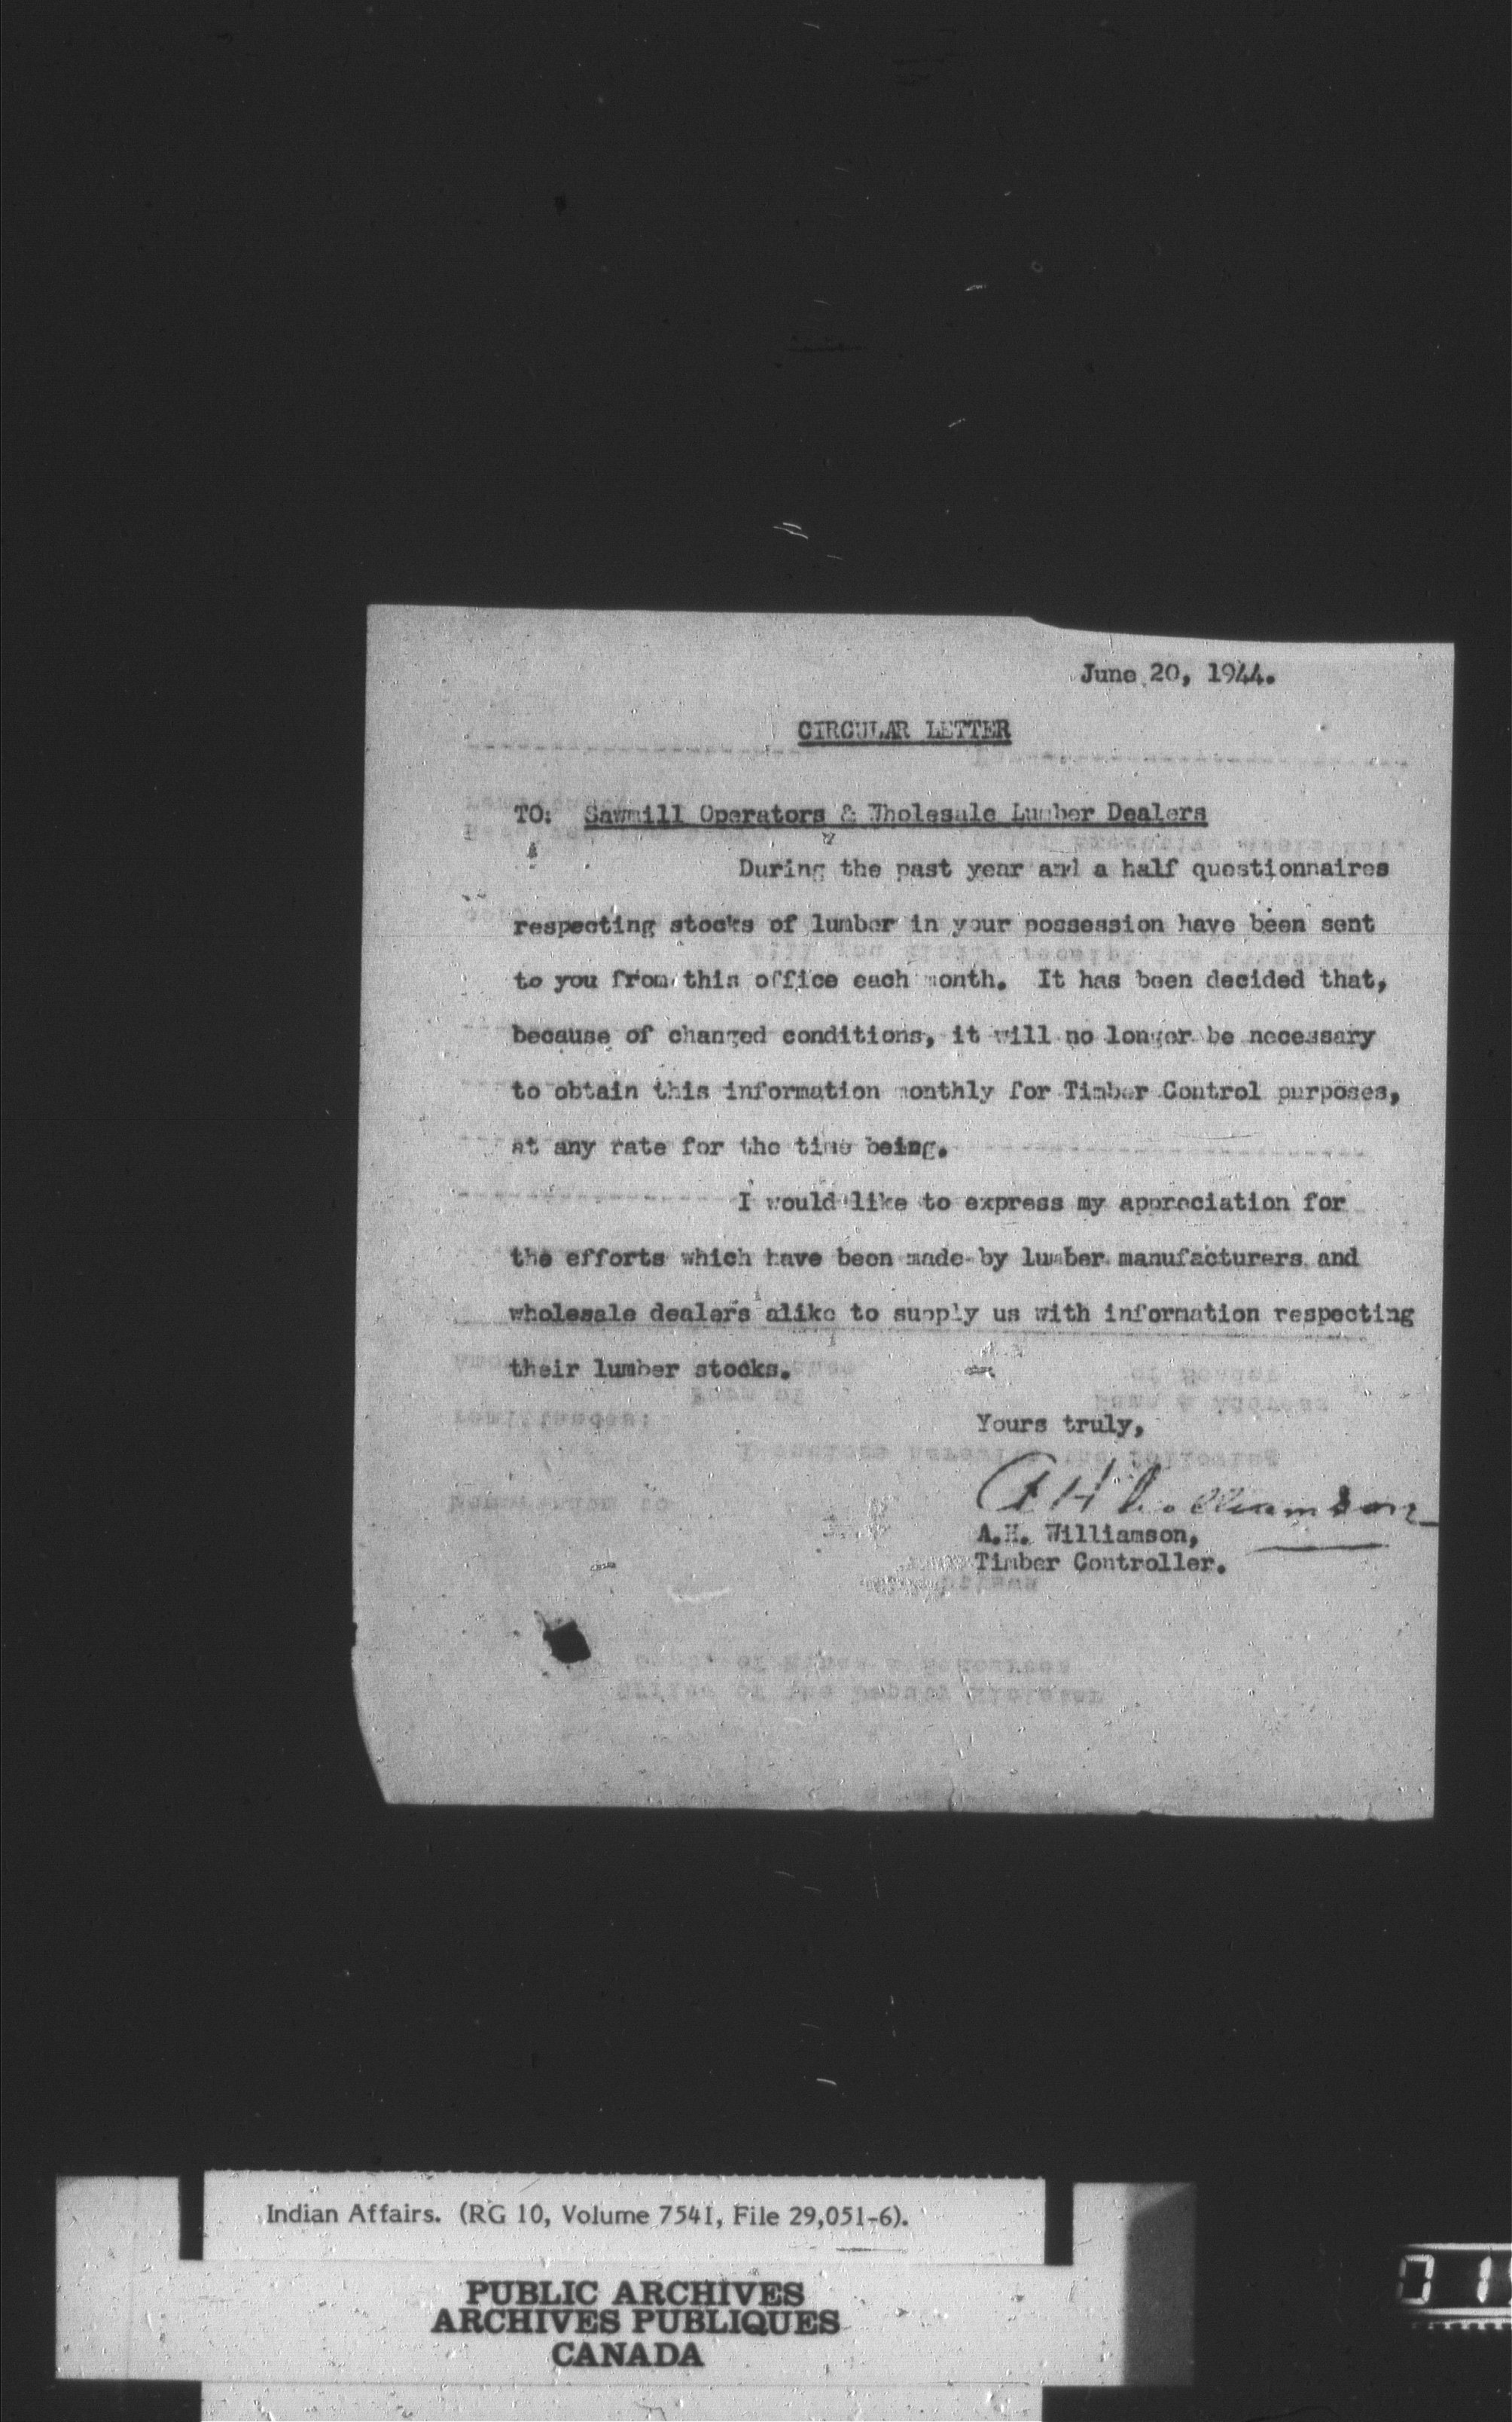 June 20, 1944.
CIRCULAR LETTER
TO: Sawmill Operators & Wholesale Lumber Dealers
During the past year and a half questionnaires
respecting stocks of lumber in your possession have been sent
to you from this office each month. It has been decided that,
because of changed conditions, it will no longer be necessary
to obtain this information monthly for Timber Control purposes,
at any rate for the time being.
I would like to express my appreciation for
the efforts which have been made by lumber manufacturers and
wholesale dealers alike to supply us with information respecting
their lumber stocks.
Yours truly,
A H Williamson
A.H. Williamson,
Timber Controller.
Indian Affairs. (RG 10, Volume 7541, File 29,051-6).
PUBLIC ARCHIVES
ARCHIVES PUBLIQUES
CANADA